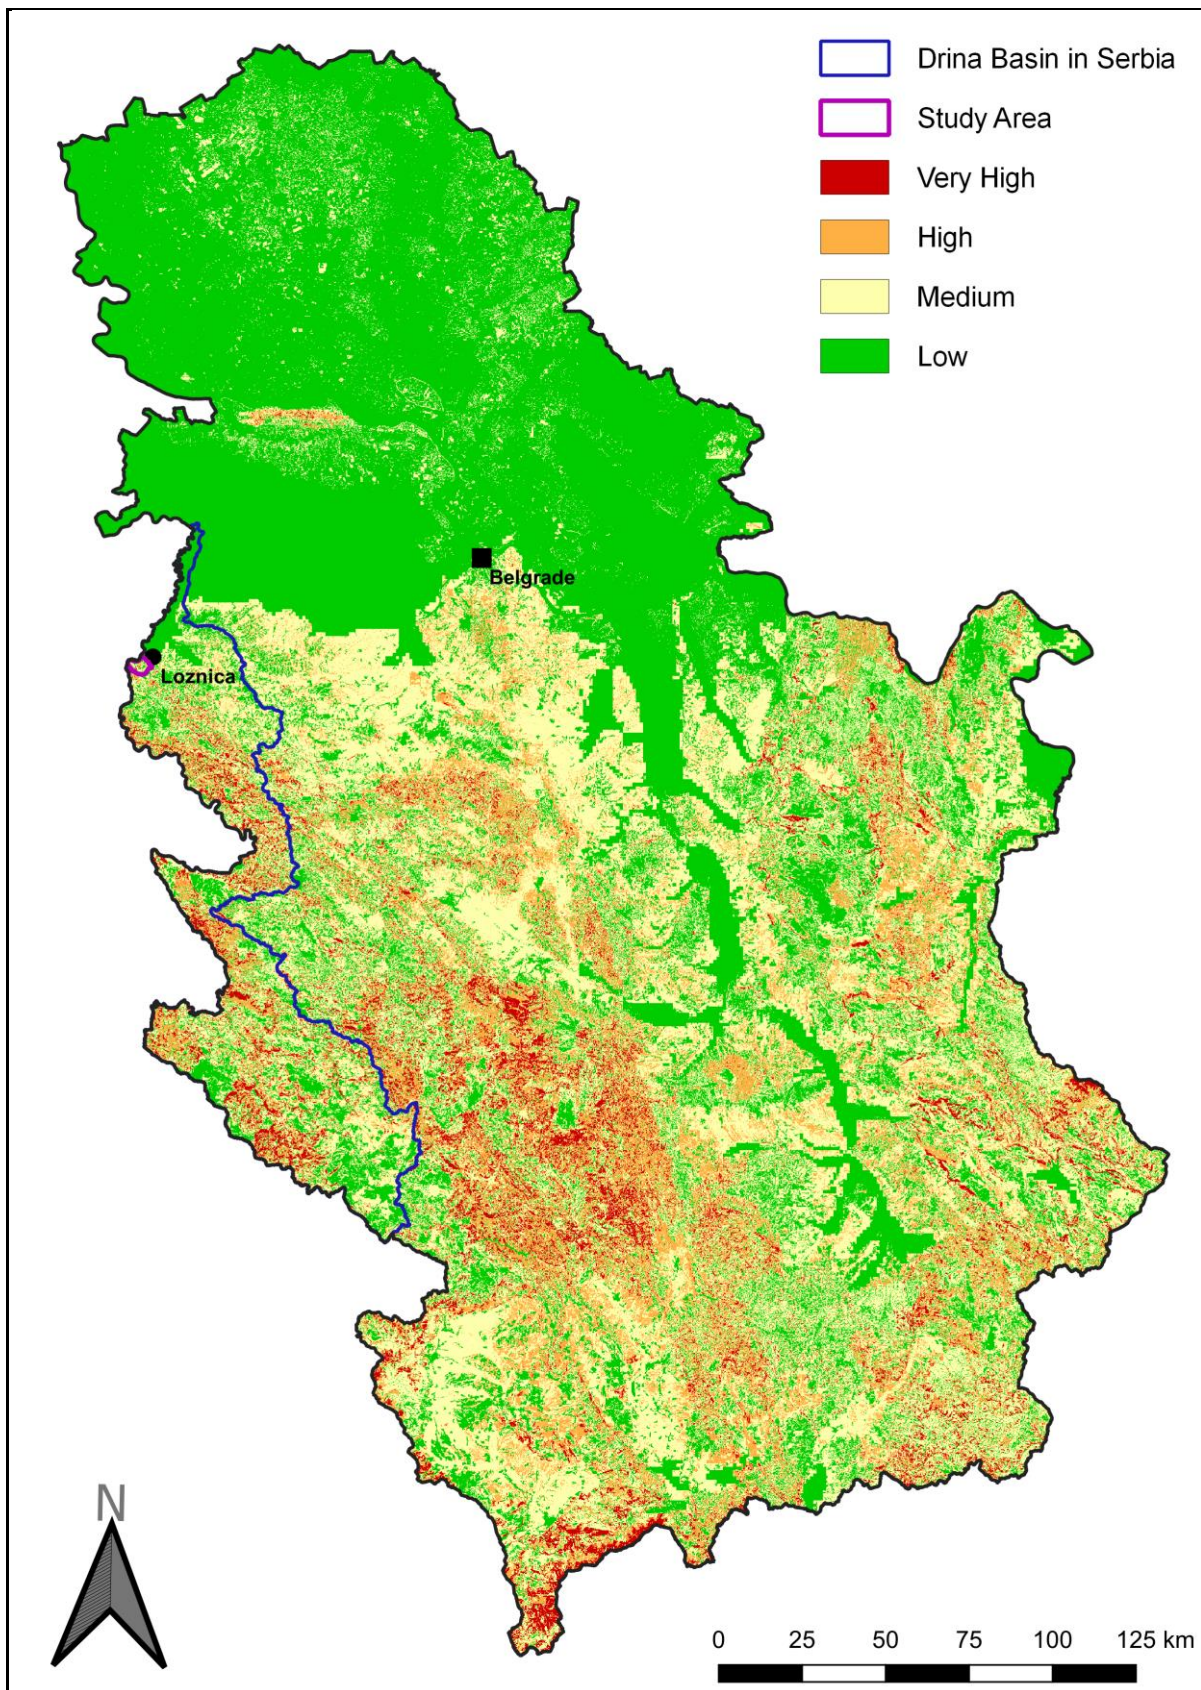 Drina Basin in Serbia
Study Area
Very High
High
Medium
Low
Belgrade
Loznica
N
0 25 50 75 100 125 km